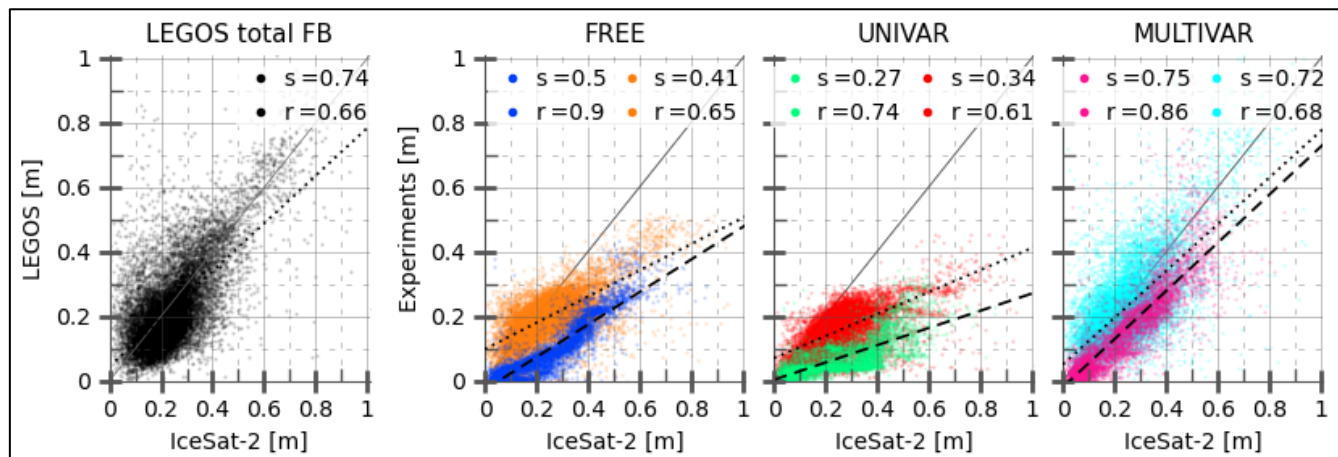 LEGOS total FB
FREE
UNIVAR
MULTIVAR
s =0.74
r =0.66
s =0.5
s =0.41
r =0.9
r =0.65
s =0.27
s =0.34
r =0.74
r =0.61
s =0.75
s =0.72
r =0.86
r =0.68
LEGOS [m]
1
0.8
0.6
0.4
0.2
0
0
0.2
0.4
0.6
0.8
1
IceSat-2 [m]
Experiments [m]
1
0.8
0.6
0.4
0.2
0
0
0.2
0.4
0.6
0.8
1
IceSat-2 [m]
0
0.2
0.4
0.6
0.8
1
IceSat-2 [m]
0
0.2
0.4
0.6
0.8
1
IceSat-2 [m]